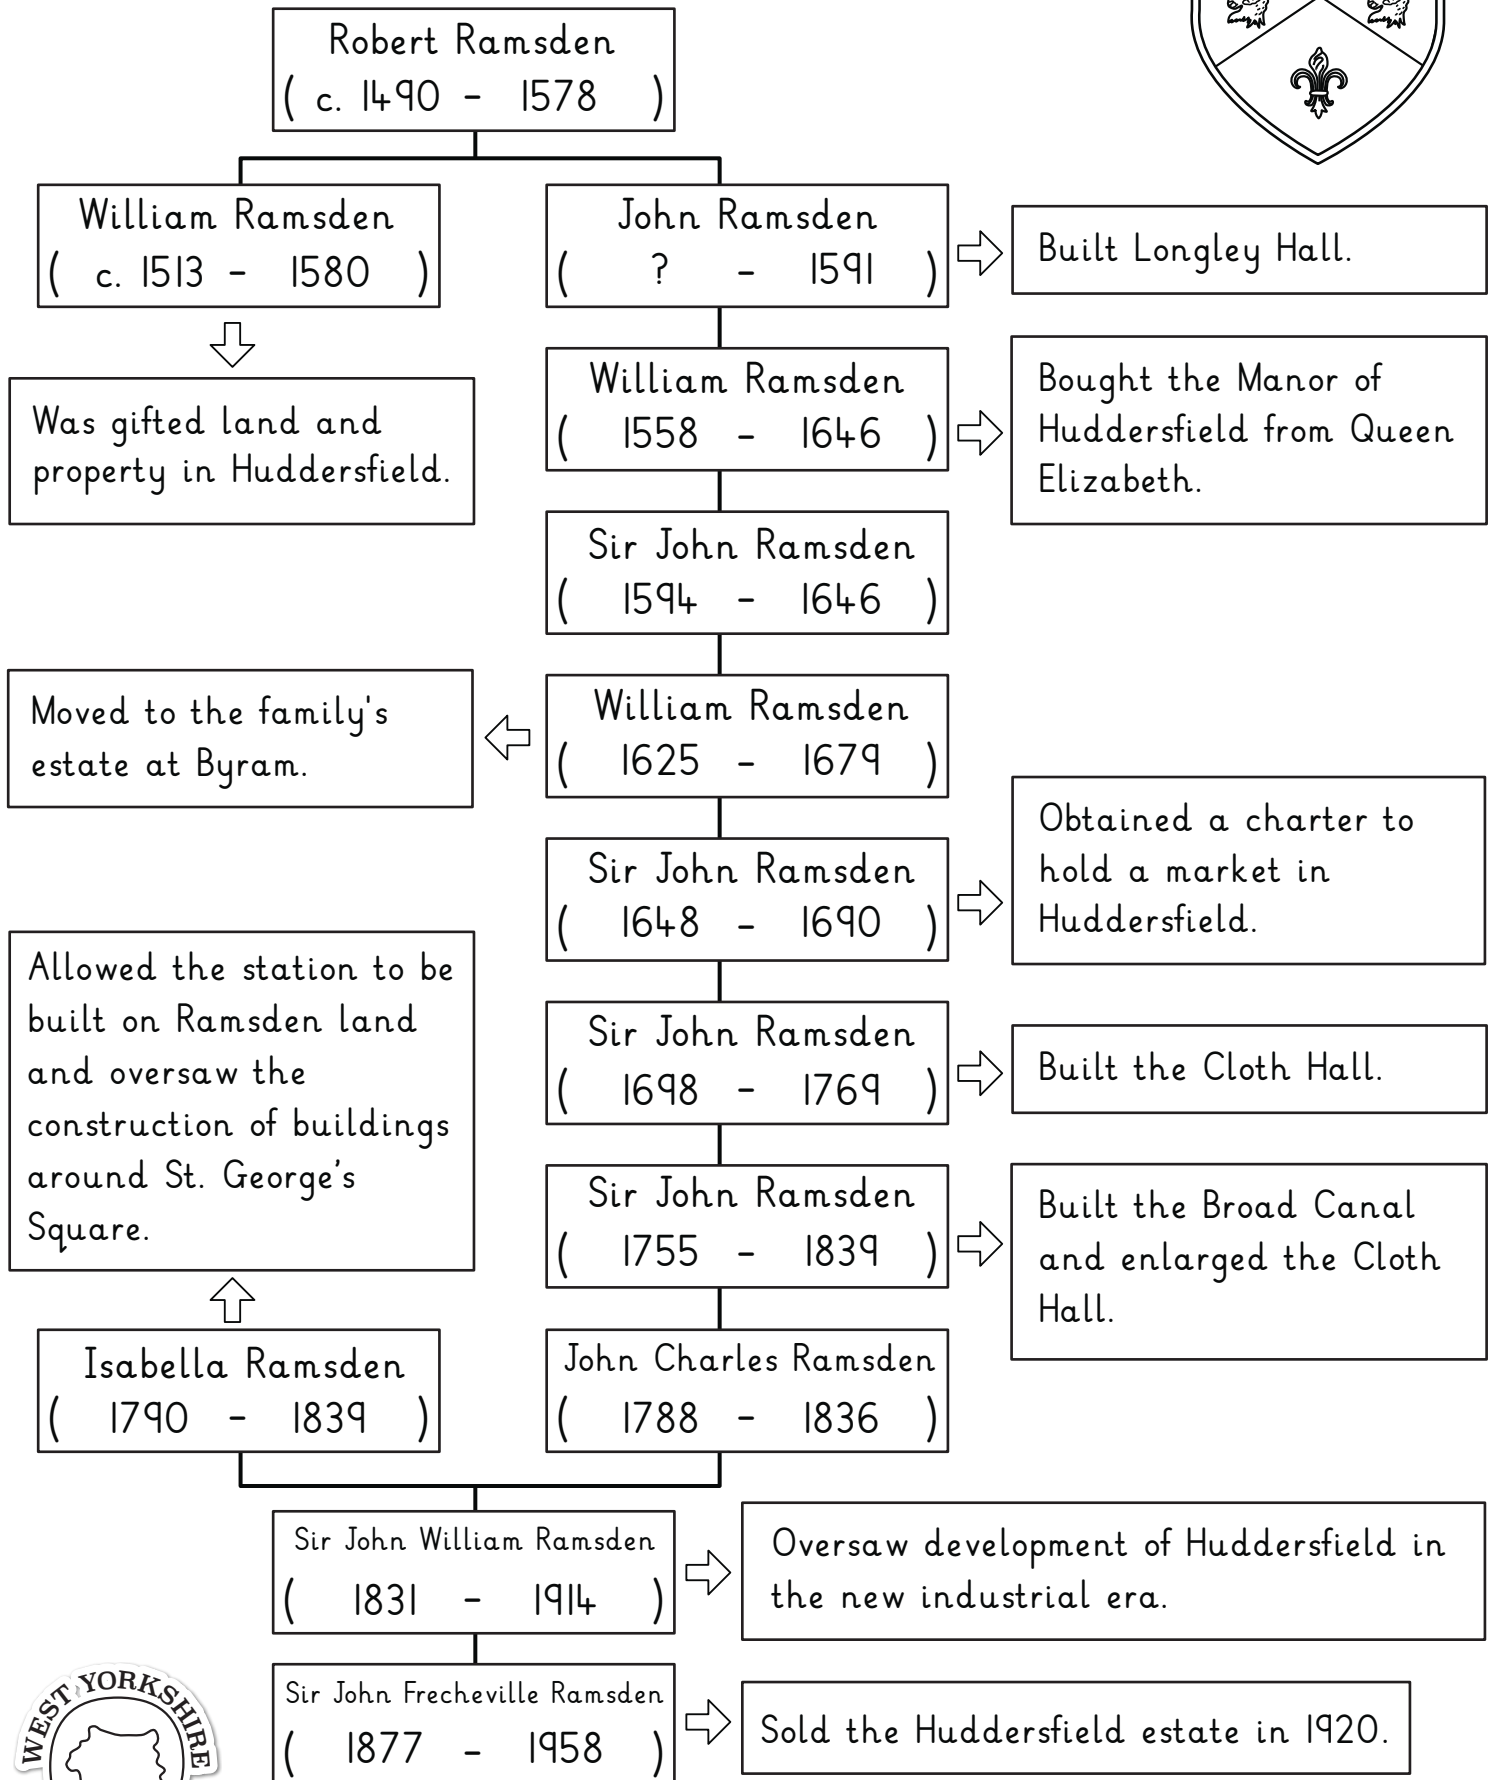 Robert Ramsden
( c. 1490 - 1578 )
William Ramsden
( c. 1513 - 1580 )
Was gifted land and
property in Huddersfield.
John Ramsden
( ? - 1591 )
Built Longley Hall.
William Ramsden
( 1558 - 1646 )
Bought the Manor of
Huddersfield from Queen
Elizabeth.
Sir John Ramsden
( 1594 - 1646 )
William Ramsden
( 1625 - 1679 )
Moved to the family's
estate at Byram.
Sir John Ramsden
( 1648 - 1690 )
Obtained a charter to
hold a market in
Huddersfield.
Sir John Ramsden
( 1698 - 1769 )
Built the Cloth Hall.
Sir John Ramsden
( 1755 - 1839 )
Built the Broad Canal
and enlarged the Cloth
Hall.
Allowed the station to be
built on Ramsden land
and oversaw the
construction of buildings
around St. George's
Square.
Isabella Ramsden
( 1790 - 1839 )
John Charles Ramsden
( 1788 - 1836 )
Sir John William Ramsden
( 1831 - 1914 )
Oversaw development of Huddersfield in
the new industrial era.
Sir John Frecheville Ramsden
( 1877 - 1958 )
Sold the Huddersfield estate in 1920.
WEST YORKSHIRE